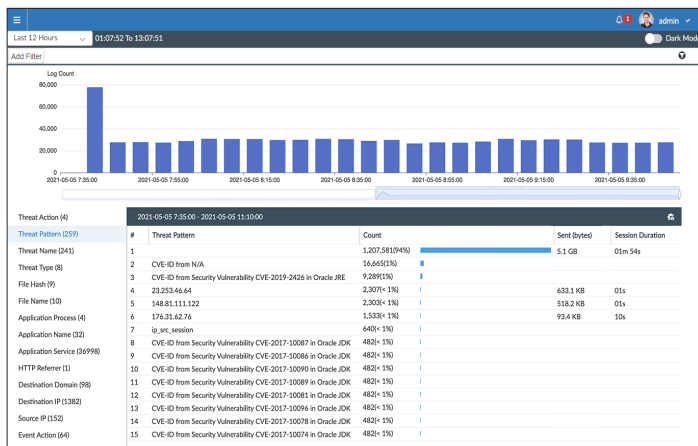 1 admin
Last 12 Hours 01:07:52 To 13:07:51 Dark Mod
Add Filter
Log Count
80,000
60,000
40,000
20,000
0
2021-05-05 7:35:00 2021-05-05 7:55:00 2021-05-05 8:15:00 2021-05-05 8:35:00 2021-05-05 8:55:00 2021-05-05 9:15:00 2021-05-05 9:35:00
Threat Action (4)
Threat Pattern (259)
Threat Name (241)
Threat Type (8)
File Hash (9)
File Name (10)
Application Process (4)
Application Name (32)
Application Service (36998)
HTTP Referrer (1)
Destination Domain (98)
Destination IP (1382)
Source IP (152)
Event Action (64)
2021-05-05 7:35:00 - 2021-05-05 11:10:00
# Threat Pattern Count Sent (bytes) Session Duration
1 1,207,581(94%) 5.1 GB 01m 54s
2 CVE-ID from N/A 16,665(1%)
3 CVE-ID from Security Vulnerability CVE-2019-2426 in Oracle JRE 9,289(1%)
4 23.253.46.64 2,307(< 1%) 633.1 KB 01s
5 148.81.111.122 2,303(< 1%) 518.2 KB 01s
6 176.31.62.76 1,533(< 1%) 93.4 KB 10s
7 ip_src_session 640(< 1%)
8 CVE-ID from Security Vulnerability CVE-2017-10087 in Oracle JDK 482(< 1%)
9 CVE-ID from Security Vulnerability CVE-2017-10086 in Oracle JDK 482(< 1%)
10 CVE-ID from Security Vulnerability CVE-2017-10090 in Oracle JDK 482(< 1%)
11 CVE-ID from Security Vulnerability CVE-2017-10089 in Oracle JDK 482(< 1%)
12 CVE-ID from Security Vulnerability CVE-2017-10081 in Oracle JDK 482(< 1%)
13 CVE-ID from Security Vulnerability CVE-2017-10096 in Oracle JDK 482(< 1%)
14 CVE-ID from Security Vulnerability CVE-2017-10078 in Oracle JDK 482(< 1%)
15 CVE-ID from Security Vulnerability CVE-2017-10074 in Oracle JDK 482(< 1%)